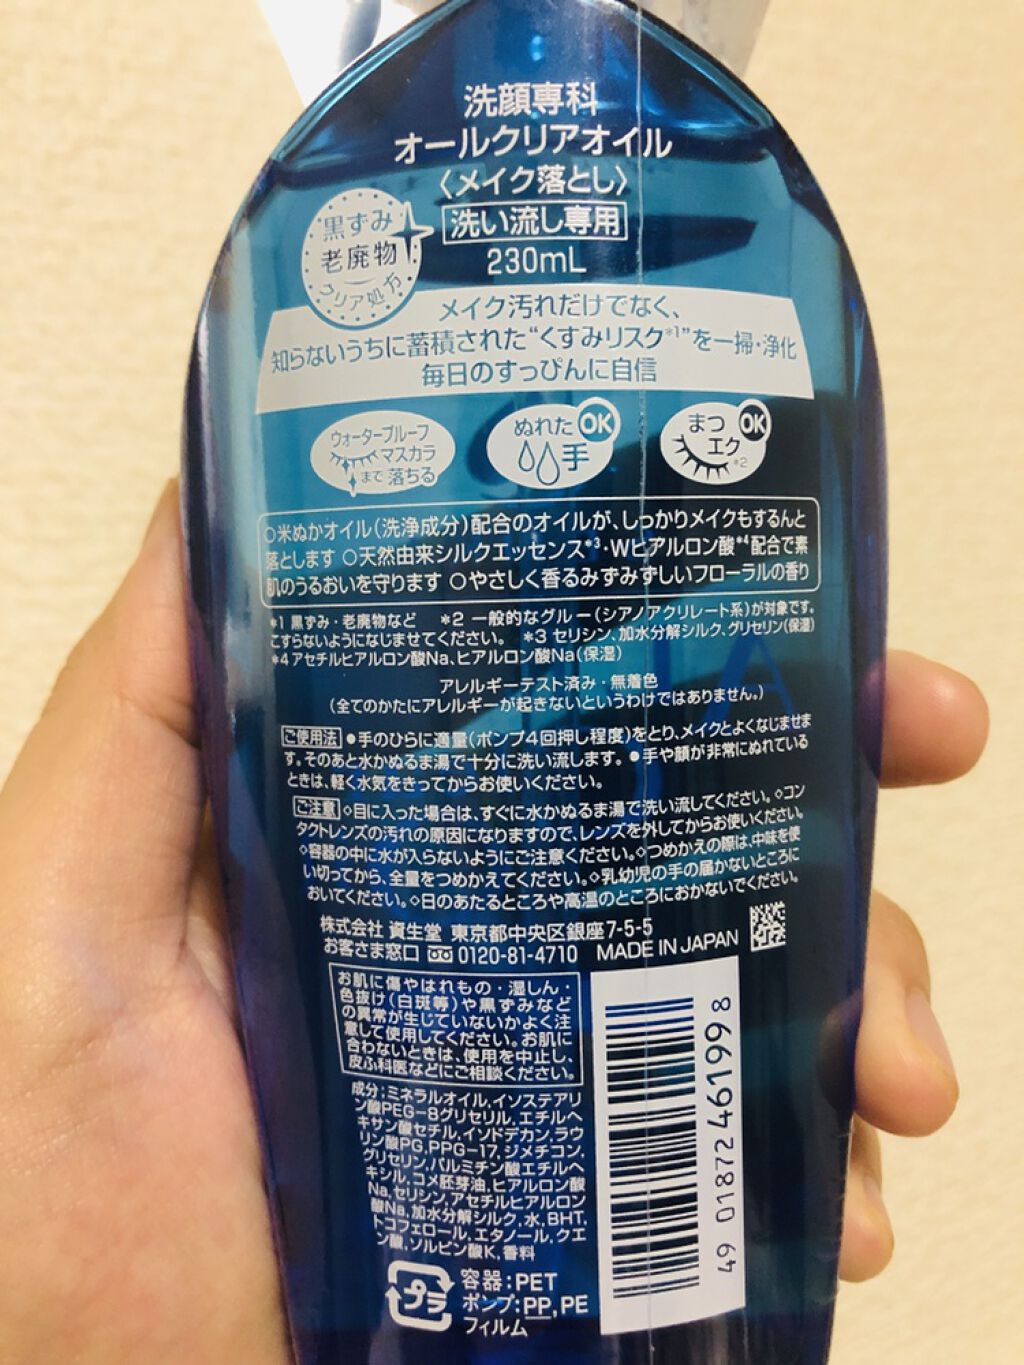 洗顔専科
オールクリアオイル
〈メイク落とし〉
洗い流し専用
230mL
黒ずみ
老廃物
クリア処方
メイク汚れだけでなく、
知らないうちに蓄積された“くすみリスク*1”を一掃・浄化
毎日のすっぴんに自信
ウォータープルーフ
マスカラ
まで落ちる
ぬれた
手
OK
まつ
エク
*2
OK
○米ぬかオイル(洗浄成分)配合のオイルが、しっかりメイクもするんと
落とします ○天然由来シルクエッセンス*3・Wヒアルロン酸*4配合で素
肌のうるおいを守ります ○やさしく香るみずみずしいフローラルの香り
*1 黒ずみ・老廃物など *2 一般的なグルー(シアノアクリレート系)が対象です。
こすらないようになじませてください。 *3 セリシン、加水分解シルク、グリセリン(保湿)
*4 アセチルヒアルロン酸Na、ヒアルロン酸Na(保湿)
アレルギーテスト済み・無着色
(全てのかたにアレルギーが起きないというわけではありません。)
ご使用法 ●手のひらに適量(ポンプ4回押し程度)をとり、メイクとよくなじませま
す。そのあと水かぬるま湯で十分に洗い流します。●手や顔が非常にぬれている
ときは、軽く水気をきってからお使いください。
ご注意 ◇目に入った場合は、すぐに水かぬるま湯で洗い流してください。◇コン
タクトレンズの汚れの原因になりますので、レンズを外してからお使いください。
◇容器の中に水が入らないようにご注意ください。◇つめかえの際は、中味を使
い切ってから、全量をつめかえてください。◇乳幼児の手の届かないところに
おいてください。◇日のあたるところや高温のところにおかないでください。
株式会社 資生堂 東京都中央区銀座7-5-5
お客さま窓口 0120-81-4710 MADE IN JAPAN
お肌に傷やはれもの・湿しん・
色抜け(白斑等)や黒ずみなど
の異常が生じていないかよく注
意して使用してください。お肌に
合わないときは、使用を中止し、
皮ふ科医などにご相談ください。
成分:ミネラルオイル,イソステアリ
ン酸PEG-8グリセリル,エチルヘ
キサン酸セチル,イソドデカン,ラウ
リン酸PG,PPG-17,ジメチコン,
グリセリン,パルミチン酸エチルヘ
キシル,コメ胚芽油,ヒアルロン酸
Na,セリシン,アセチルヒアルロン
酸Na,加水分解シルク,水,BHT,
トコフェロール,エタノール,クエ
ン酸,ソルビン酸K,香料
プラ
容器:PET
ポンプ:PP,PE
フィルム
49 01872 461998